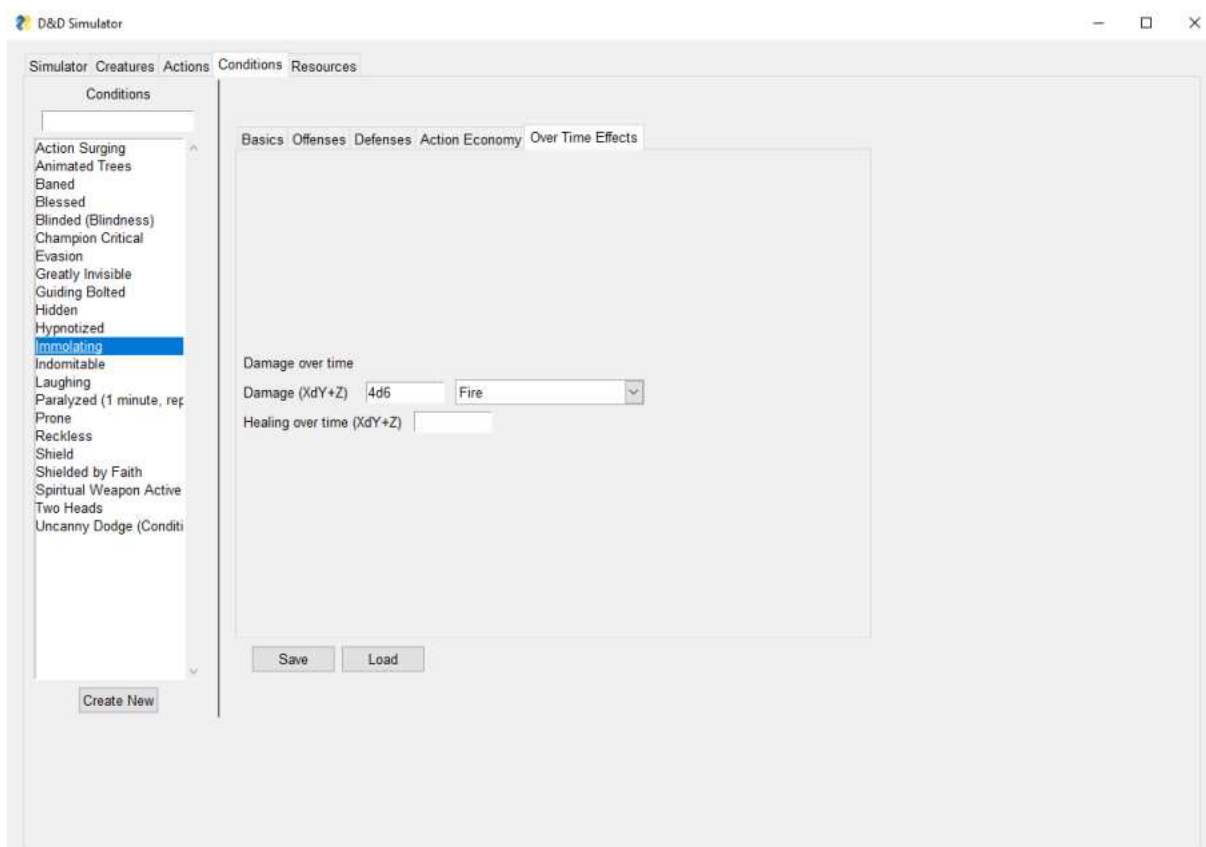 D&D Simulator
Simulator Creatures Actions Conditions Resources
Conditions
Basics Offenses Defenses Action Economy Over Time Effects
Action Surging
Animated Trees
Baned
Blessed
Blinded (Blindness)
Champion Critical
Evasion
Greatly Invisible
Guiding Bolted
Hidden
Hypnotized
Immolating
Indomitable
Laughing
Paralyzed (1 minute, rep
Prone
Reckless
Shield
Shielded by Faith
Spiritual Weapon Active
Two Heads
Uncanny Dodge (Conditi
Create New
Damage over time
Damage (XdY+Z) 4d6 Fire
Healing over time (XdY+Z)
Save Load